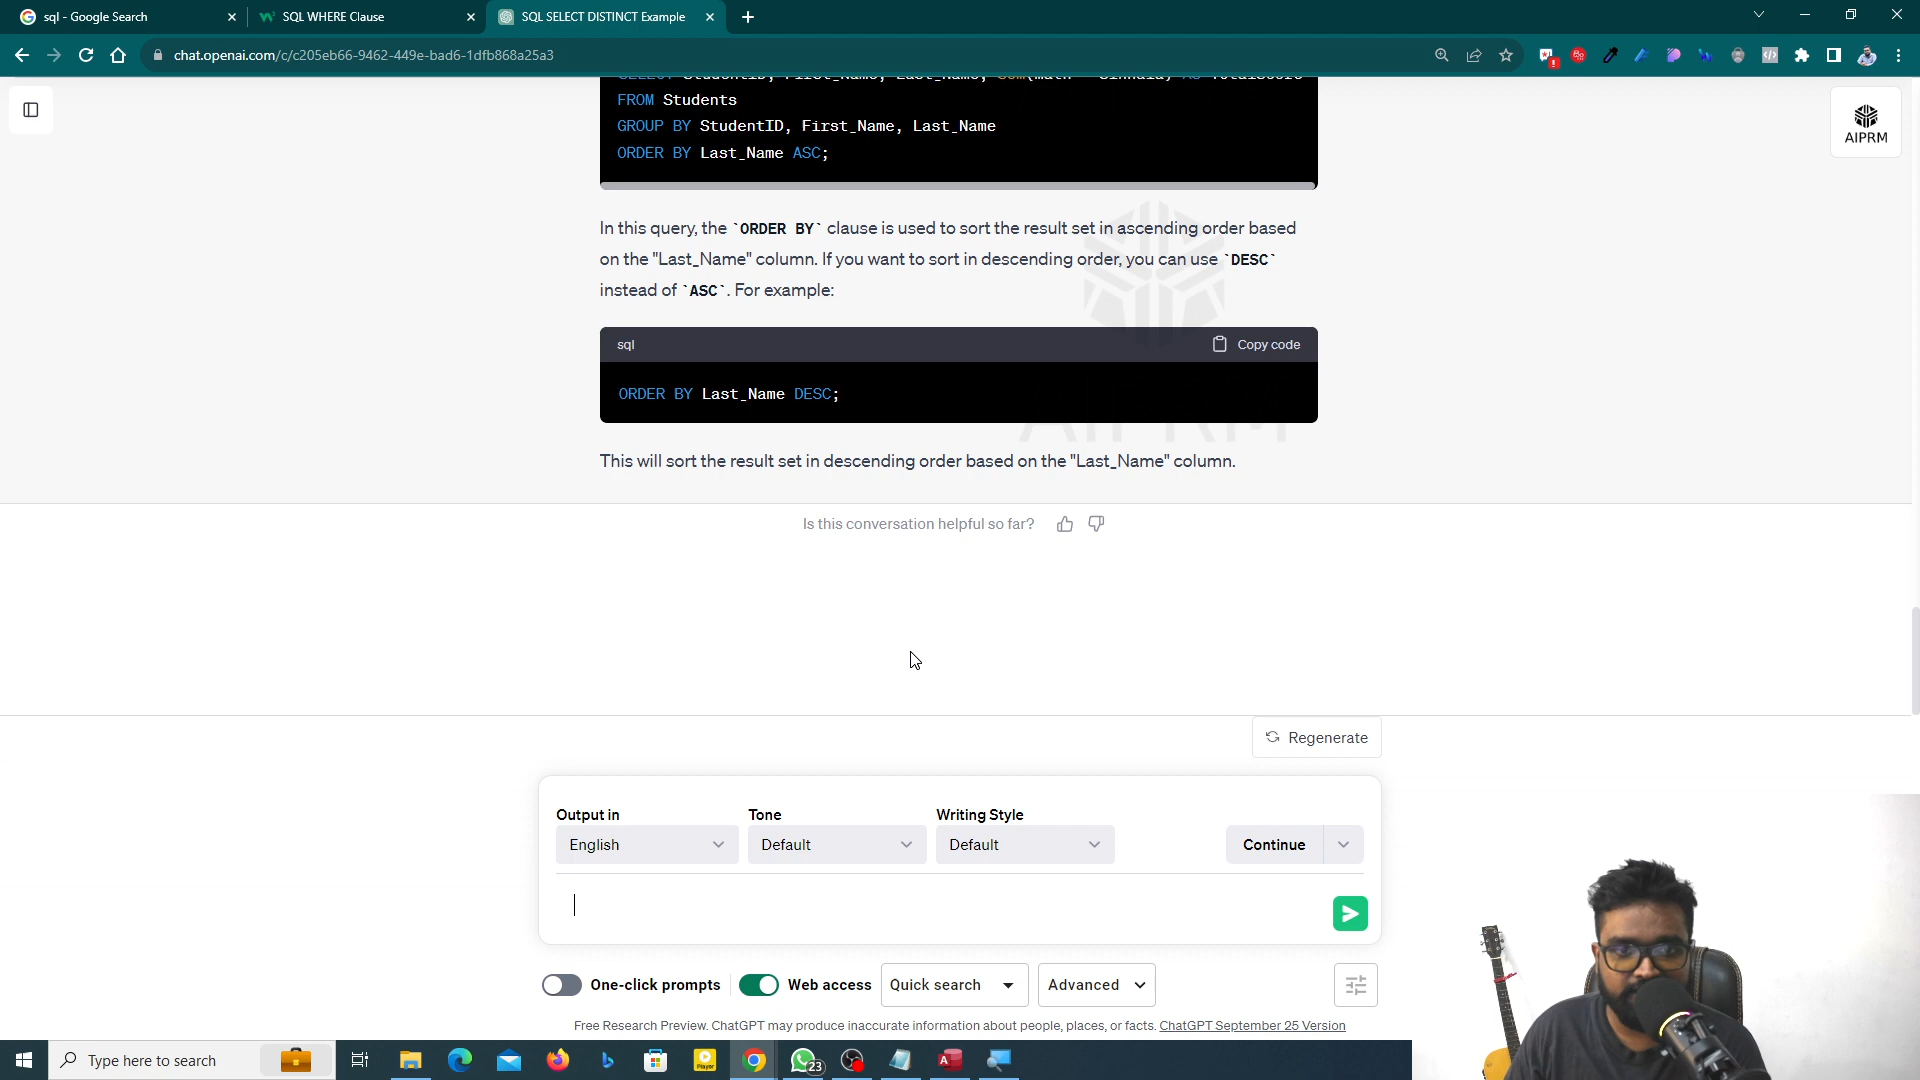 sql - Google Search
SQL WHERE Clause
SQL SELECT DISTINCT Example
chat.openai.com/c/c205eb66-9462-449e-bad6-1dfb868a25a3
AIPRM
FROM Students
GROUP BY StudentID, First_Name, Last_Name
ORDER BY Last_Name ASC;
In this query, the `ORDER BY` clause is used to sort the result set in ascending order based
on the "Last_Name" column. If you want to sort in descending order, you can use `DESC`
instead of `ASC`. For example:
sql
Copy code
ORDER BY Last_Name DESC;
AIPRM
This will sort the result set in descending order based on the "Last_Name" column.
Is this conversation helpful so far?
Regenerate
Output in Tone Writing Style
English Default Default Continue
One-click prompts Web access Quick search Advanced
Free Research Preview. ChatGPT may produce inaccurate information about people, places, or facts. ChatGPT September 25 Version
Type here to search
Player
23